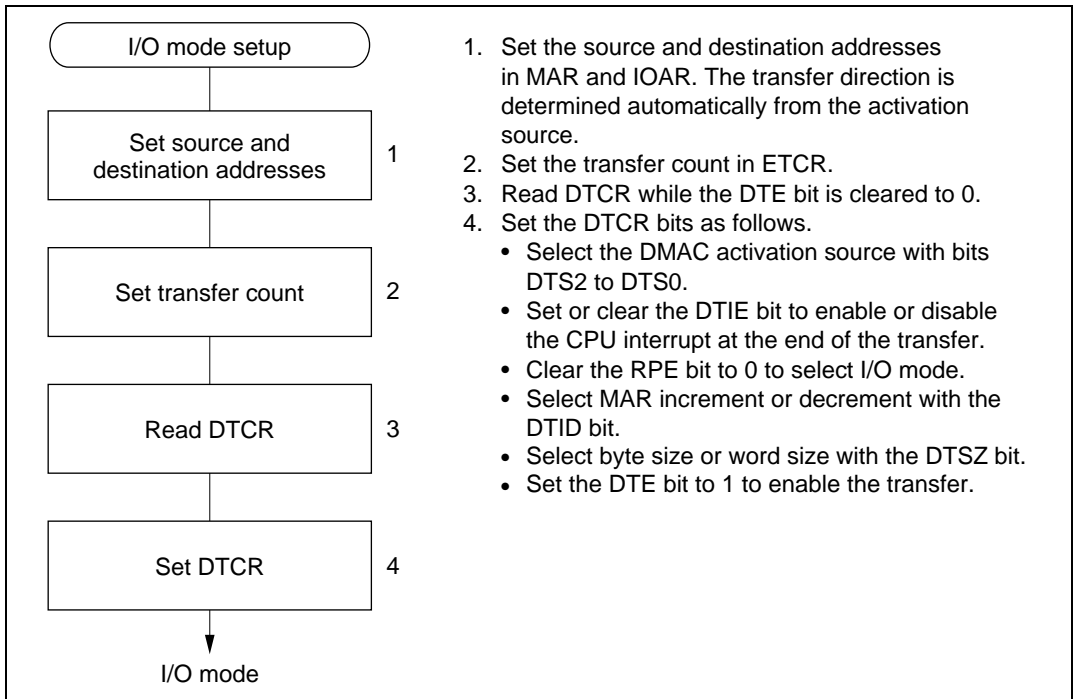 I/O mode setup
Set source and
destination addresses
1
Set transfer count
2
Read DTCR
3
Set DTCR
4
I/O mode
1. Set the source and destination addresses
in MAR and IOAR. The transfer direction is
determined automatically from the activation
source.
2. Set the transfer count in ETCR.
3. Read DTCR while the DTE bit is cleared to 0.
4. Set the DTCR bits as follows.
• Select the DMAC activation source with bits
DTS2 to DTS0.
• Set or clear the DTIE bit to enable or disable
the CPU interrupt at the end of the transfer.
• Clear the RPE bit to 0 to select I/O mode.
• Select MAR increment or decrement with the
DTID bit.
• Select byte size or word size with the DTSZ bit.
• Set the DTE bit to 1 to enable the transfer.